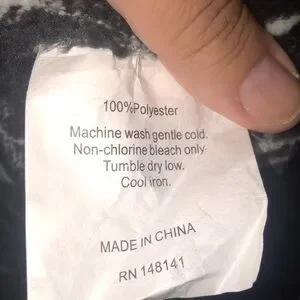 100%Polyester
Machine wash gentle cold.
Non-chlorine bleach only.
Tumble dry low.
Cool iron.
MADE IN CHINA
RN 148141